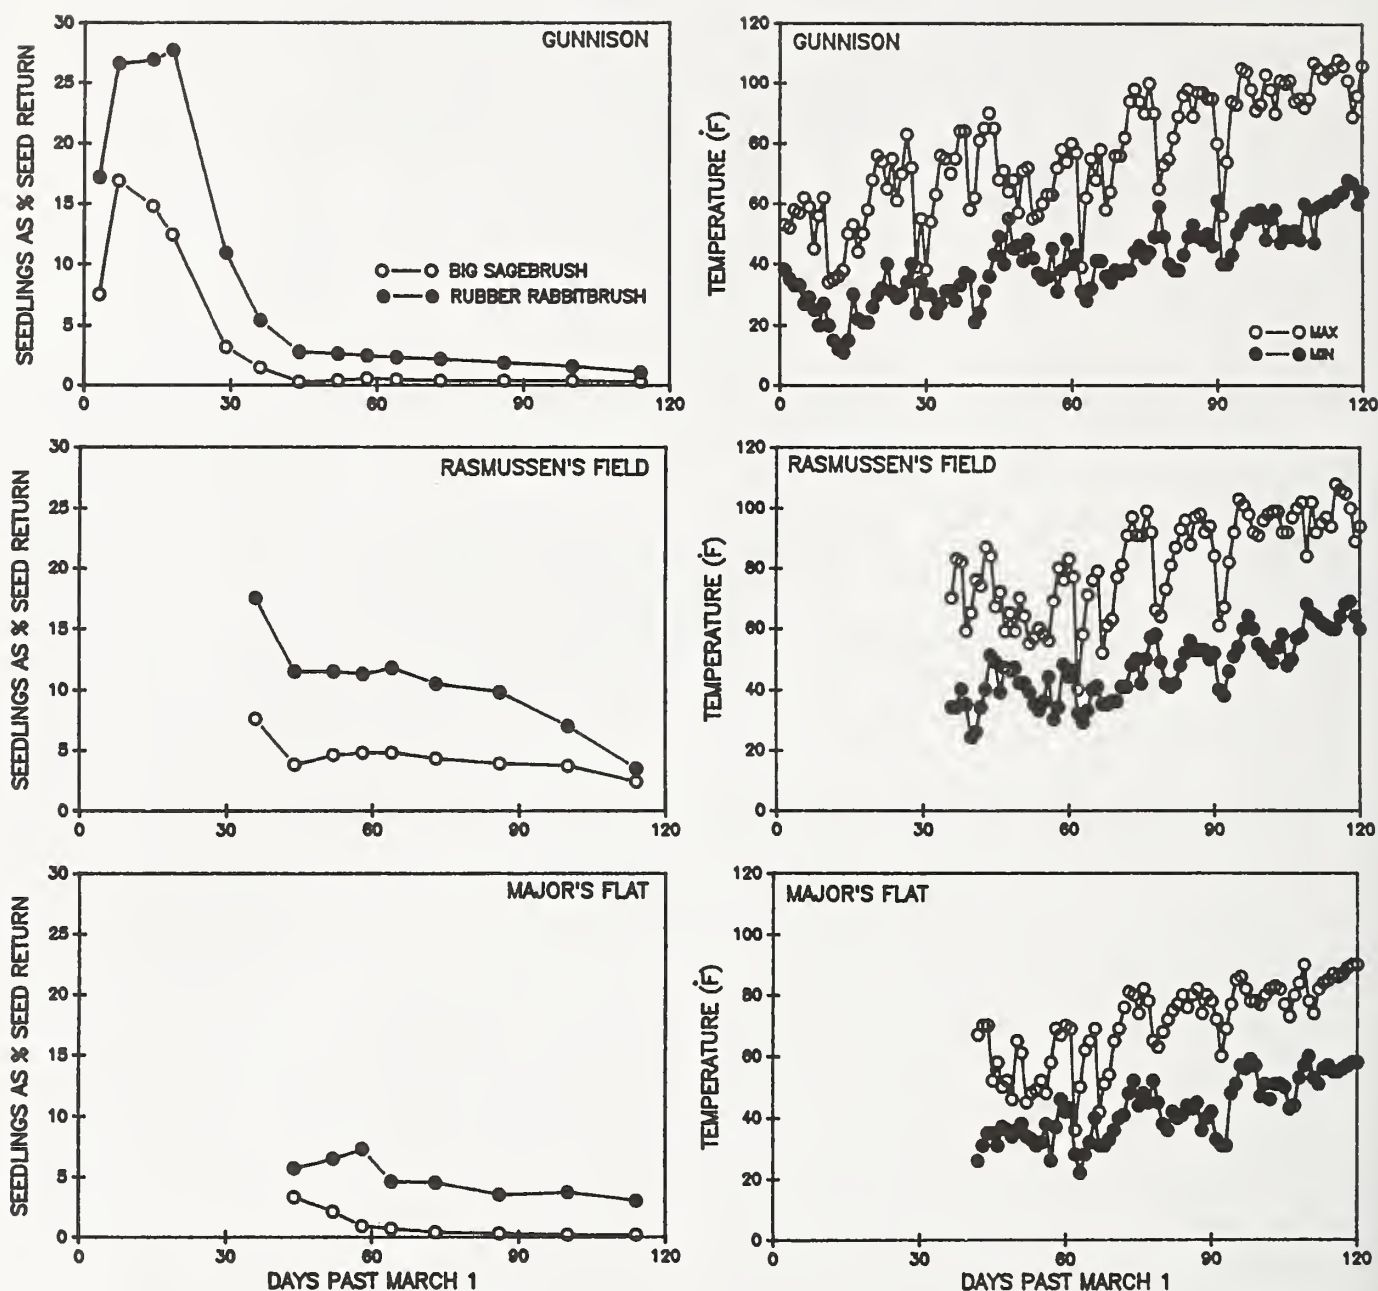 GUNNISON
SEEDLINGS AS % SEED RETURN
30
25
20
15
10
5
0
0 30 60 90 120
BIG SAGEBRUSH
RUBBER RABBITBRUSH
GUNNISON
TEMPERATURE (F)
120
100
80
60
40
20
0
0 30 60 90 120
MAX
MIN
RASMUSSEN'S FIELD
SEEDLINGS AS % SEED RETURN
30
25
20
15
10
5
0
0 30 60 90 120
RASMUSSEN'S FIELD
TEMPERATURE (F)
120
100
80
60
40
20
0
0 30 60 90 120
MAJOR'S FLAT
SEEDLINGS AS % SEED RETURN
30
25
20
15
10
5
0
0 30 60 90 120
DAYS PAST MARCH 1
MAJOR'S FLAT
TEMPERATURE (F)
120
100
80
60
40
20
0
0 30 60 90 120
DAYS PAST MARCH 1